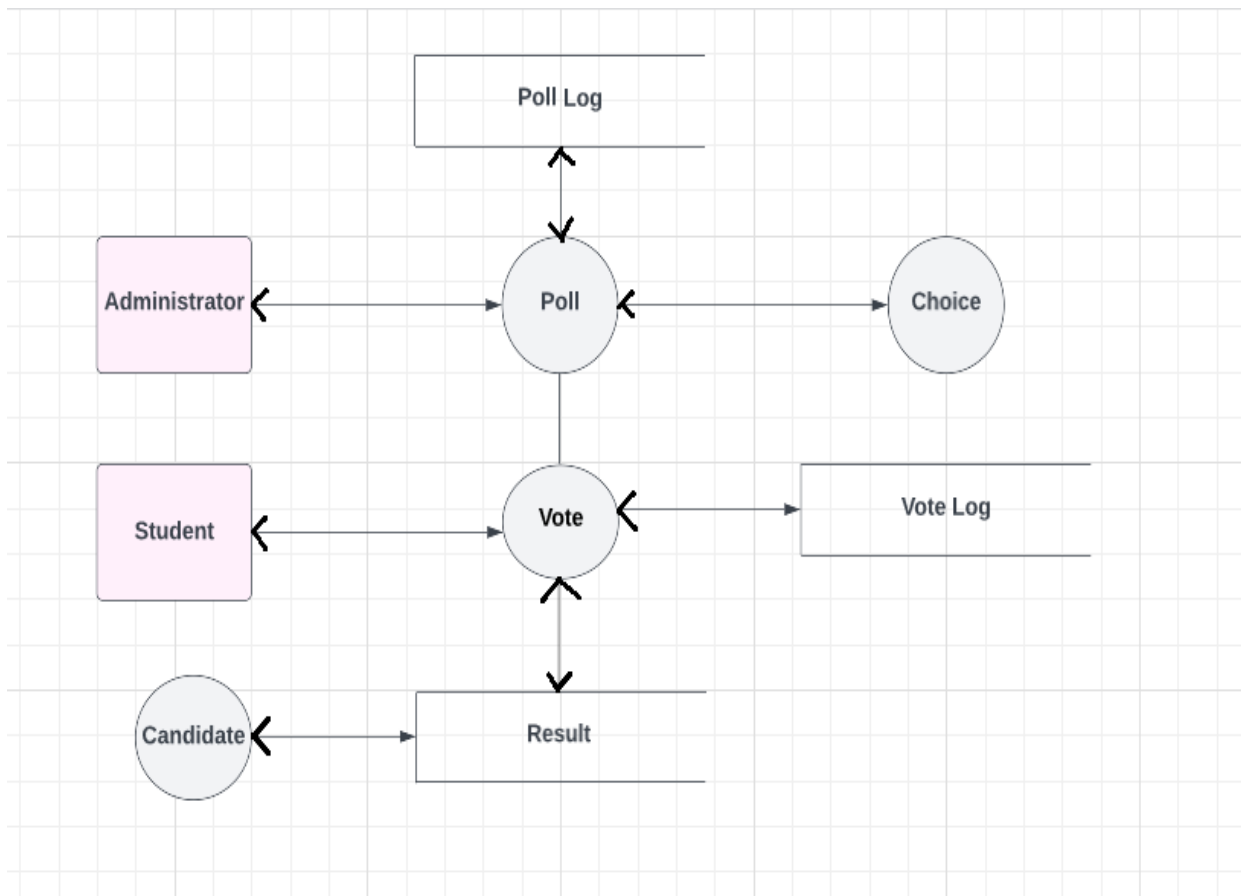 Poll Log
Administrator
Poll
Choice
Student
Vote
Vote Log
Candidate
Result